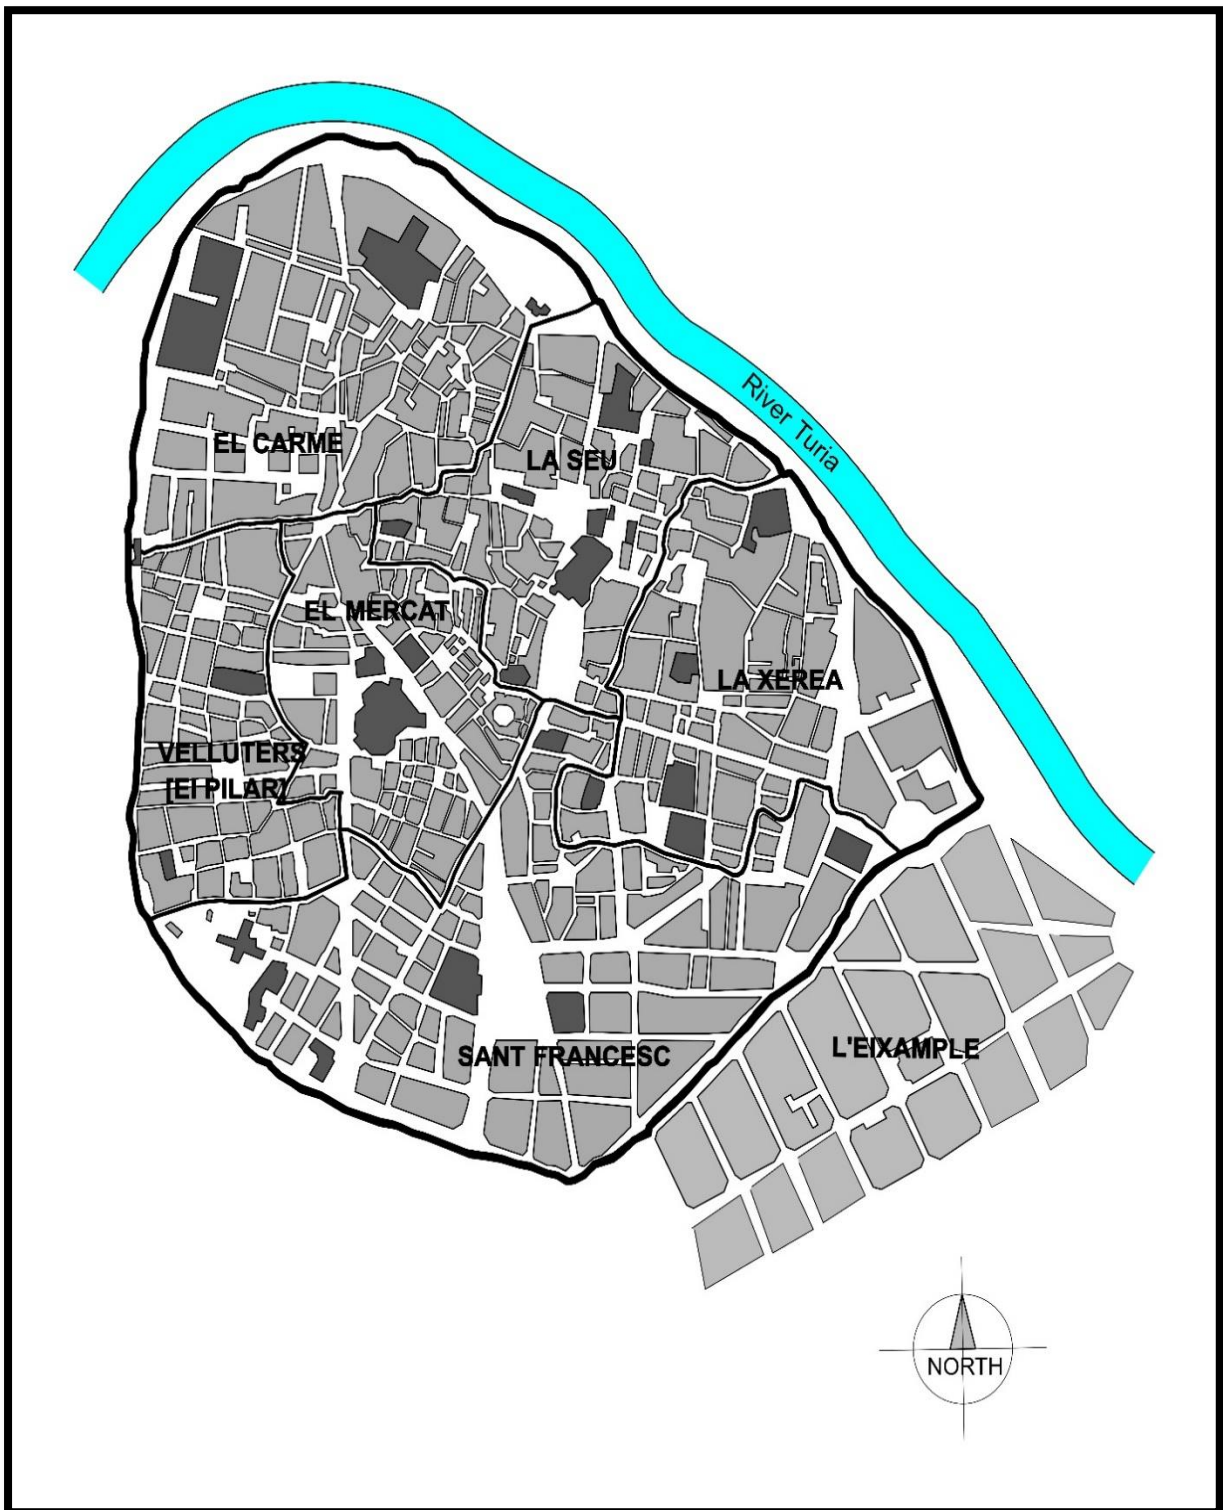 River Turia
EL CARME
LA SEU
EL MERCAT
LA XEREA
VELLUTERS
[El PILAR]
SANT FRANCESC
L'EIXAMPLE
NORTH